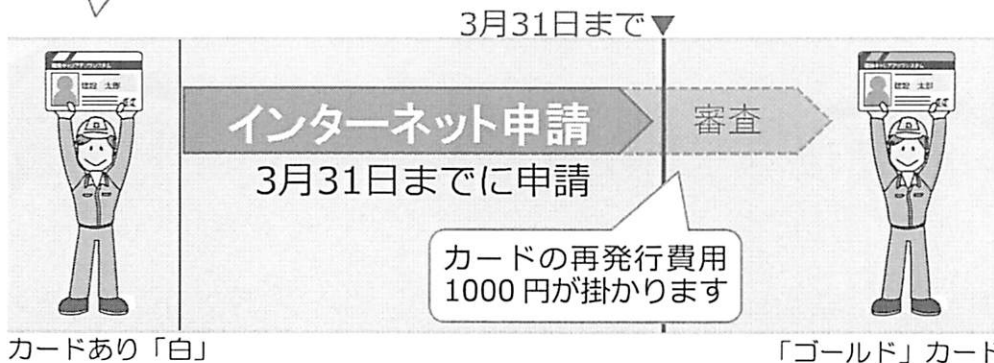 3月31日まで▼
インターネット申請
審査
3月31日までに申請
カードの再発行費用
1000円が掛かります
カードあり「白」
「ゴールド」カード